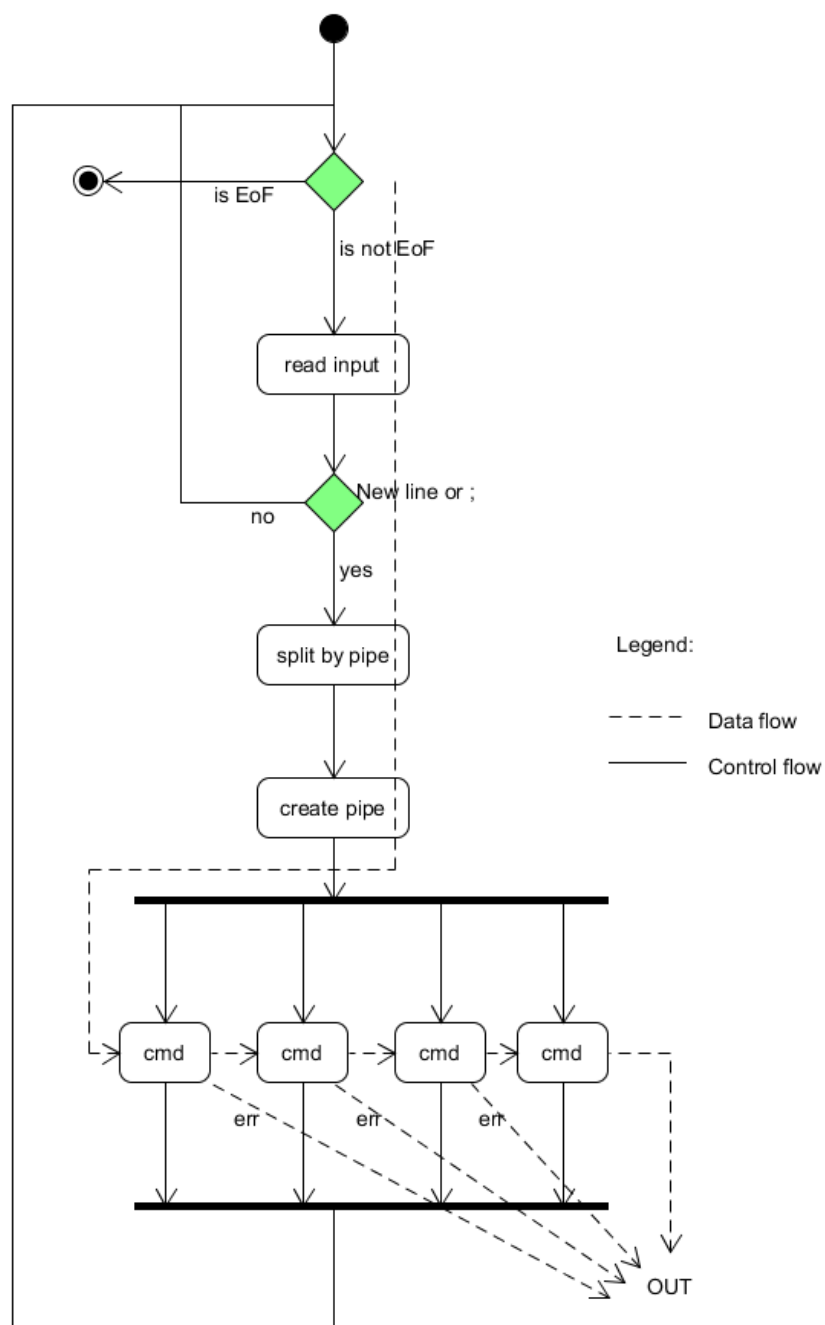 is EoF
is not EoF
read input
New line or ;
no
yes
split by pipe
Legend:
Data flow
Control flow
create pipe
cmd
cmd
cmd
cmd
err
err
err
OUT